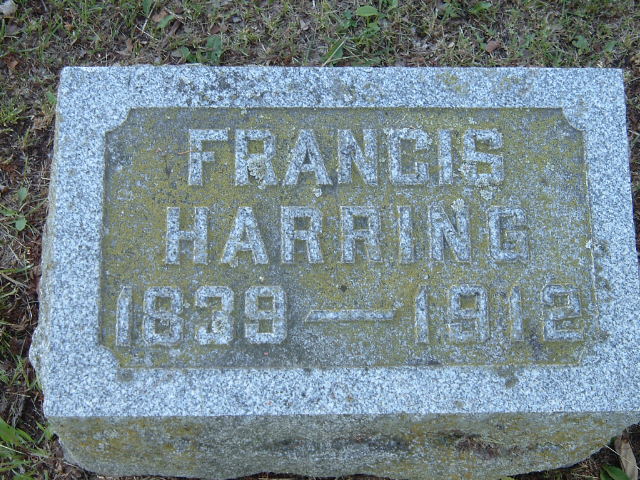 FRANCIS
HARRING
1839 — 1912